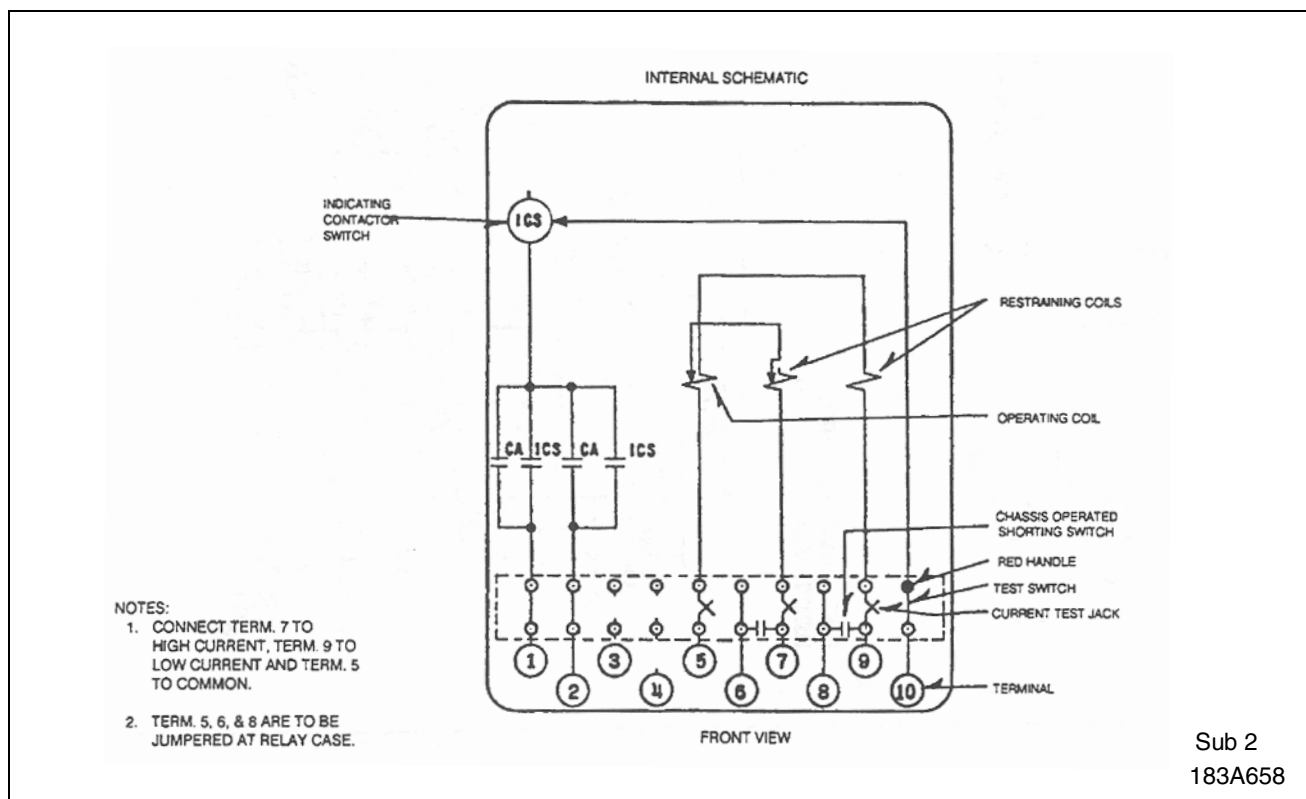 INTERNAL SCHEMATIC
INDICATING
CONTACTOR
SWITCH
ICS
RESTRAINING COILS
OPERATING COIL
CA ICS CA ICS
CHASSIS OPERATED
SHORTING SWITCH
RED HANDLE
TEST SWITCH
CURRENT TEST JACK
1 3 5 7 9
2 4 6 8 10
TERMINAL
FRONT VIEW
NOTES:
1. CONNECT TERM. 7 TO
HIGH CURRENT, TERM. 9 TO
LOW CURRENT AND TERM. 5
TO COMMON.
2. TERM. 5, 6, & 8 ARE TO BE
JUMPERED AT RELAY CASE.
Sub 2
183A658